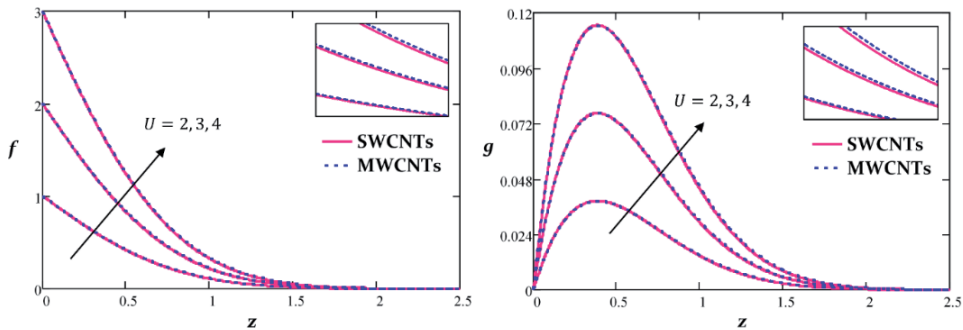 3
2
1
0
f
U = 2, 3, 4
SWCNTs
MWCNTs
0 0.5 1 1.5 2 2.5
z
0.12
0.096
0.072
0.048
0.024
0
g
U = 2, 3, 4
SWCNTs
MWCNTs
0 0.5 1 1.5 2 2.5
z